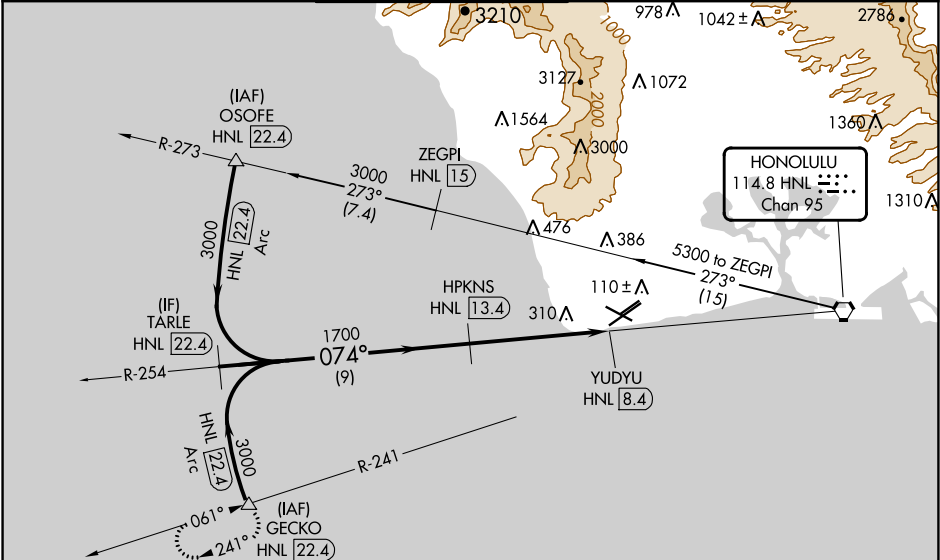 3210
978
1042 ±
2786
1000
3127
1072
2000
1564
1360
3000
1310
(IAF)
OSOFE
HNL 22.4
R-273
ZEGPI
HNL 15
3000
273°
(7.4)
HONOLULU
114.8 HNL
Chan 95
476
386
5300 to ZEGPI
273°
(15)
3000
HNL 22.4
Arc
HPKNS
HNL 13.4
110 ±
310
(IF)
TARLE
HNL 22.4
1700
074°
(9)
R-254
YUDYU
HNL 8.4
HNL 22.4
Arc
3000
R-241
061°
241°
(IAF)
GECKO
HNL 22.4